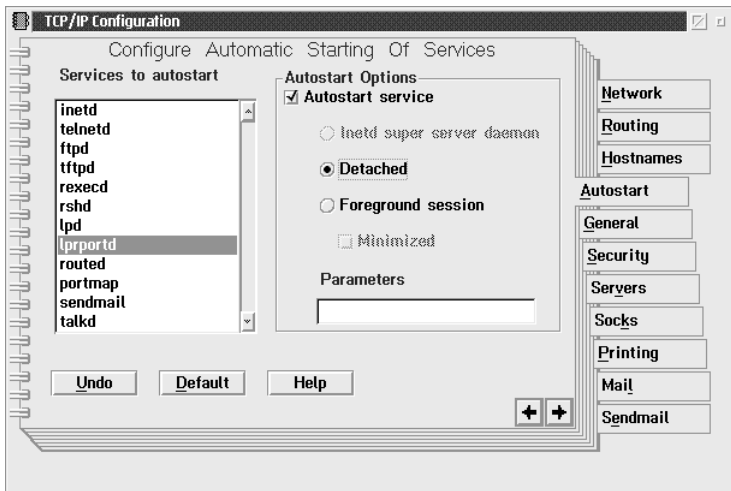 TCP/IP Configuration
Configure Automatic Starting Of Services
Services to autostart
inetd
telnetd
ftpd
tftpd
rexecd
rshd
lpd
lprportd
routed
portmap
sendmail
talkd
Autostart Options
Autostart service
Inetd super server daemon
Detached
Foreground session
Minimized
Parameters
Undo
Default
Help
Network
Routing
Hostnames
Autostart
General
Security
Servers
Socks
Printing
Mail
Sendmail